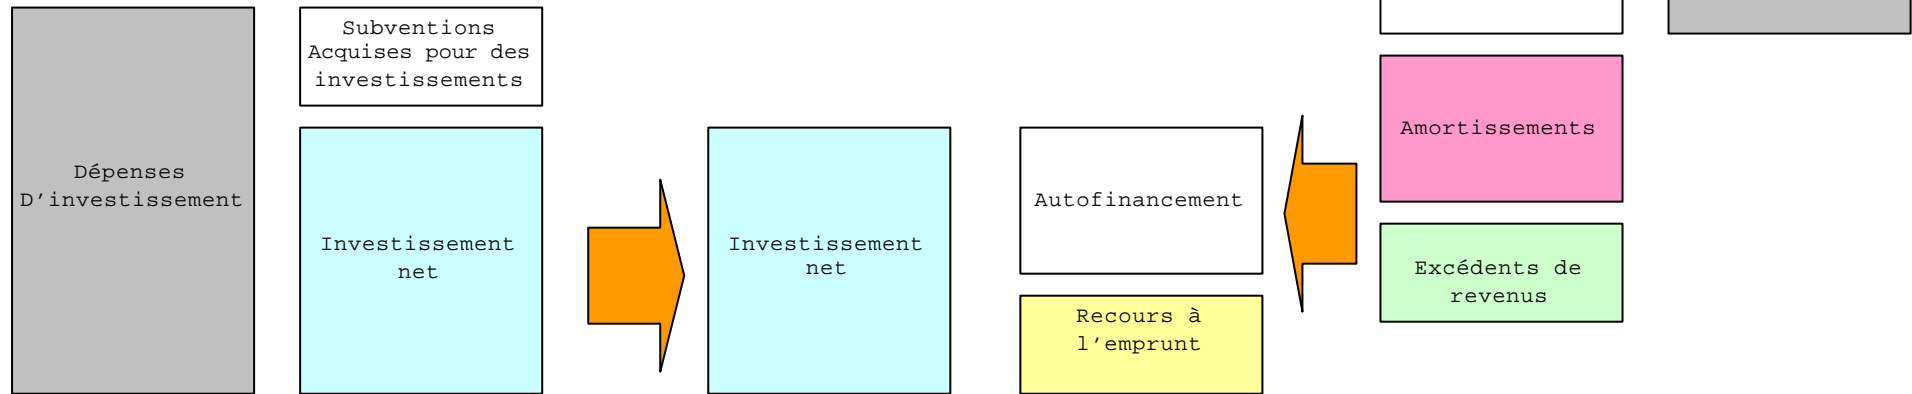 Dépenses
D'investissement
Subventions
Acquises pour des
investissements
Investissement
net
Investissement
net
Autofinancement
Recours à
l'emprunt
Amortissements
Excédents de
revenus